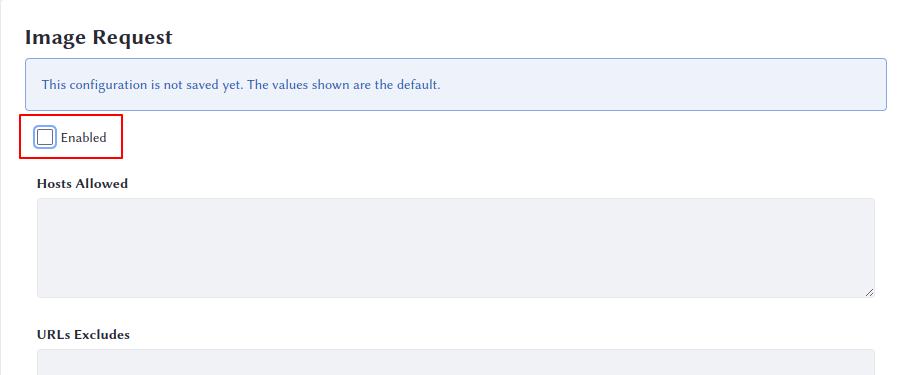 Image Request
This configuration is not saved yet. The values shown are the default.
Enabled
Hosts Allowed
URLs Excludes